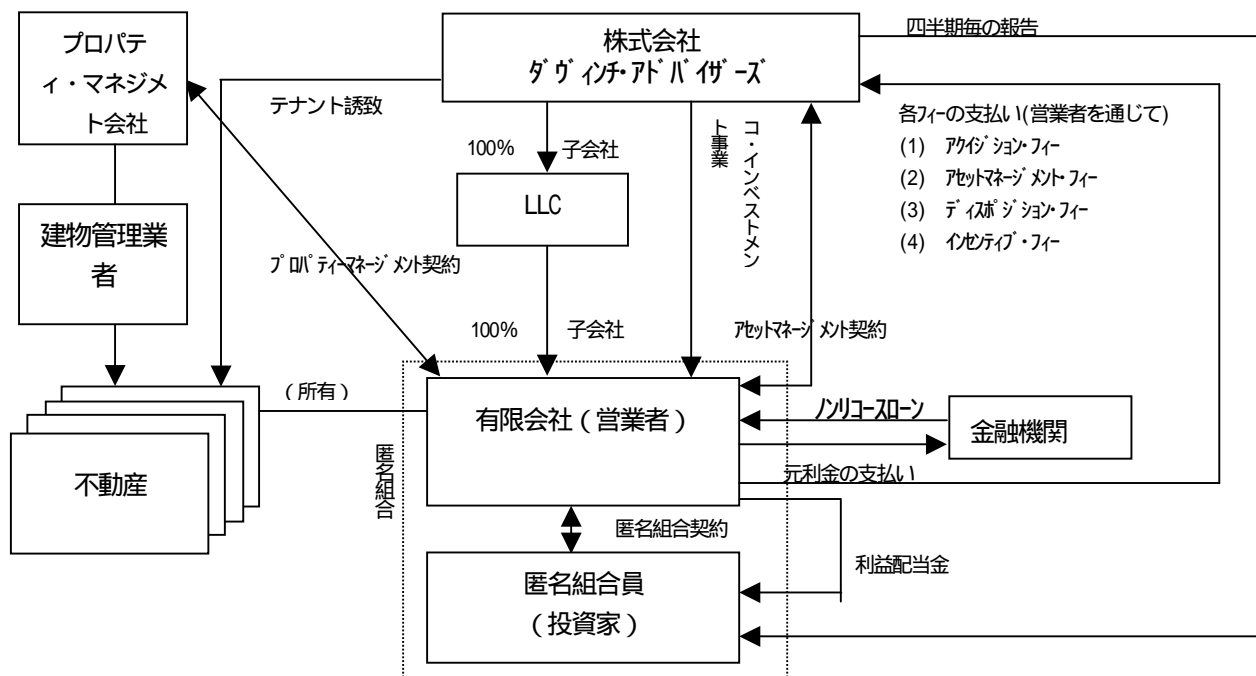 プロパテ
ィ・マネジメ
ト会社
株式会社
ダヴィンチ・アドバイザーズ
四半期毎の報告
テナント誘致
各フィーの支払い(営業者を通じて)
(1) アクイジション・フィー
(2) アセットマネージメント・フィー
(3) ディスポジション・フィー
(4) インセンティブ・フィー
100% 子会社
コ・インベストメン
ト事業
LLC
建物管理業
者
プロパティーマネージメント契約
100% 子会社
アセットマネージメント契約
(所有)
有限会社(営業者)
ノンリコースローン
金融機関
元利金の支払い
不動産
匿名組合
匿名組合契約
利益配当金
匿名組合員
(投資家)